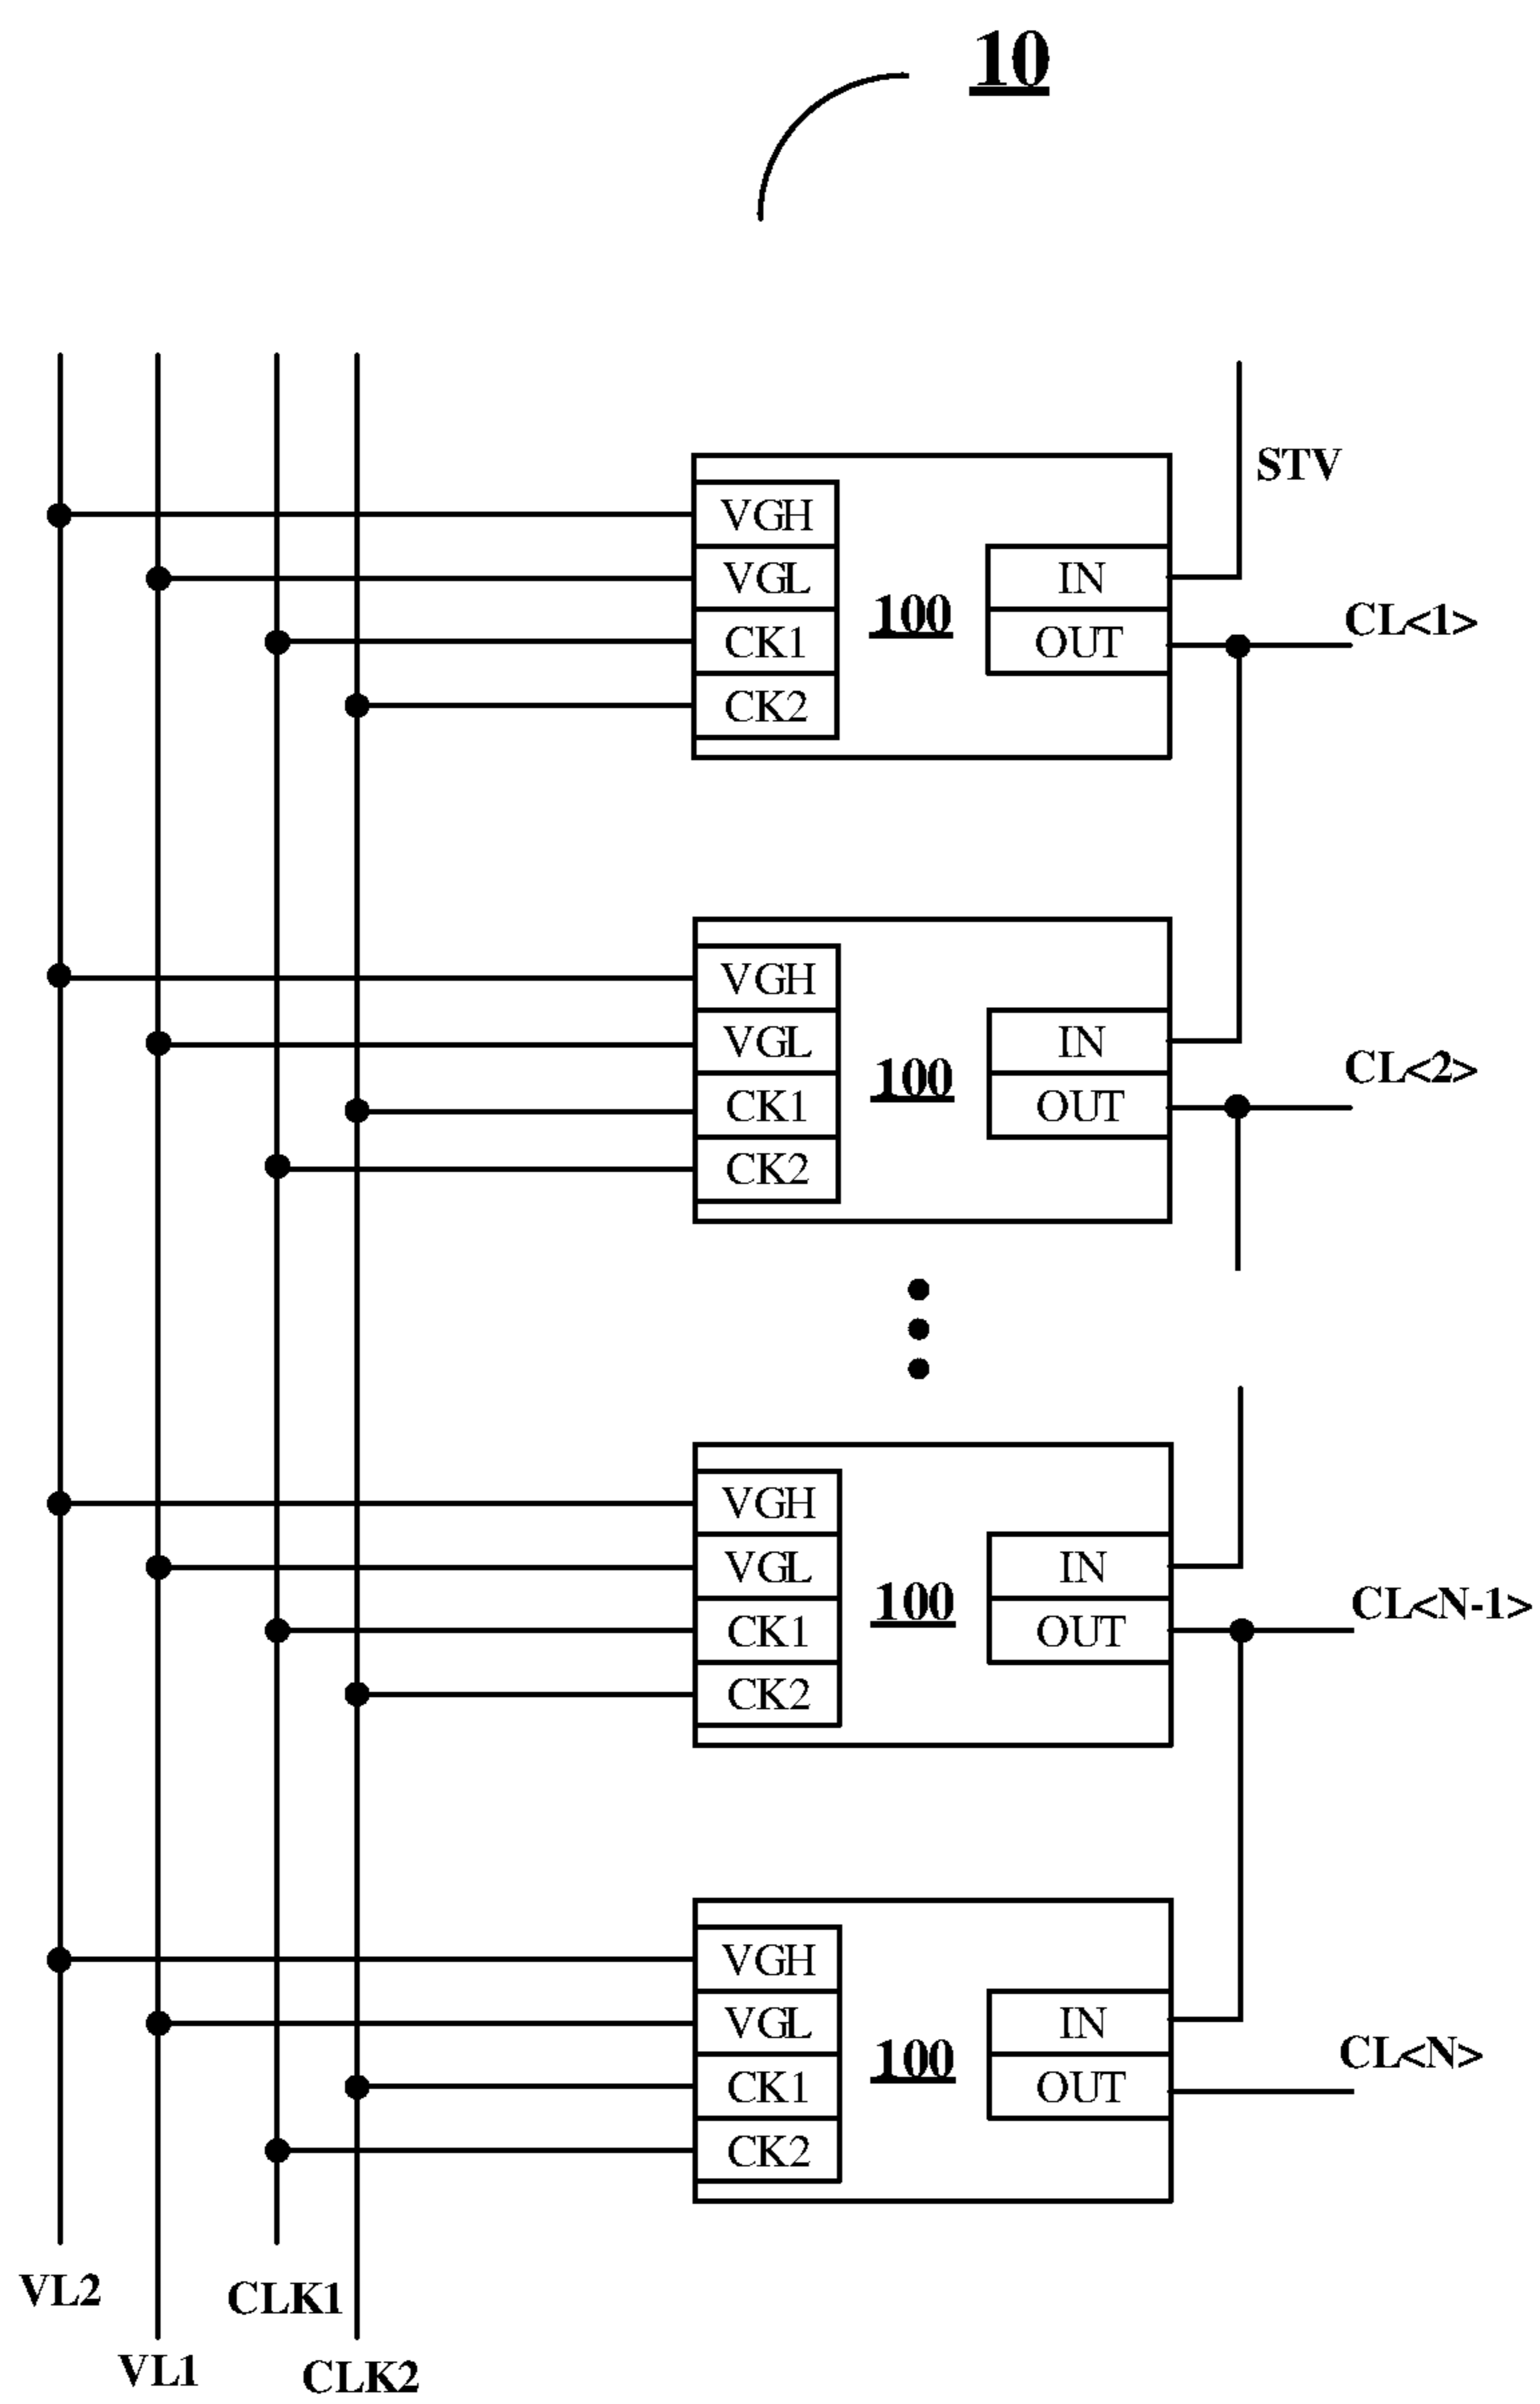 10
STV
VGH
VGL
IN
100
CL<1>
CK1
OUT
CK2
VGH
VGL
IN
100
CL<2>
CK1
OUT
CK2
VGH
VGL
IN
100
CL<N-1>
CK1
OUT
CK2
VGH
VGL
IN
100
CL<N>
CK1
OUT
CK2
VL2
CLK1
VL1
CLK2